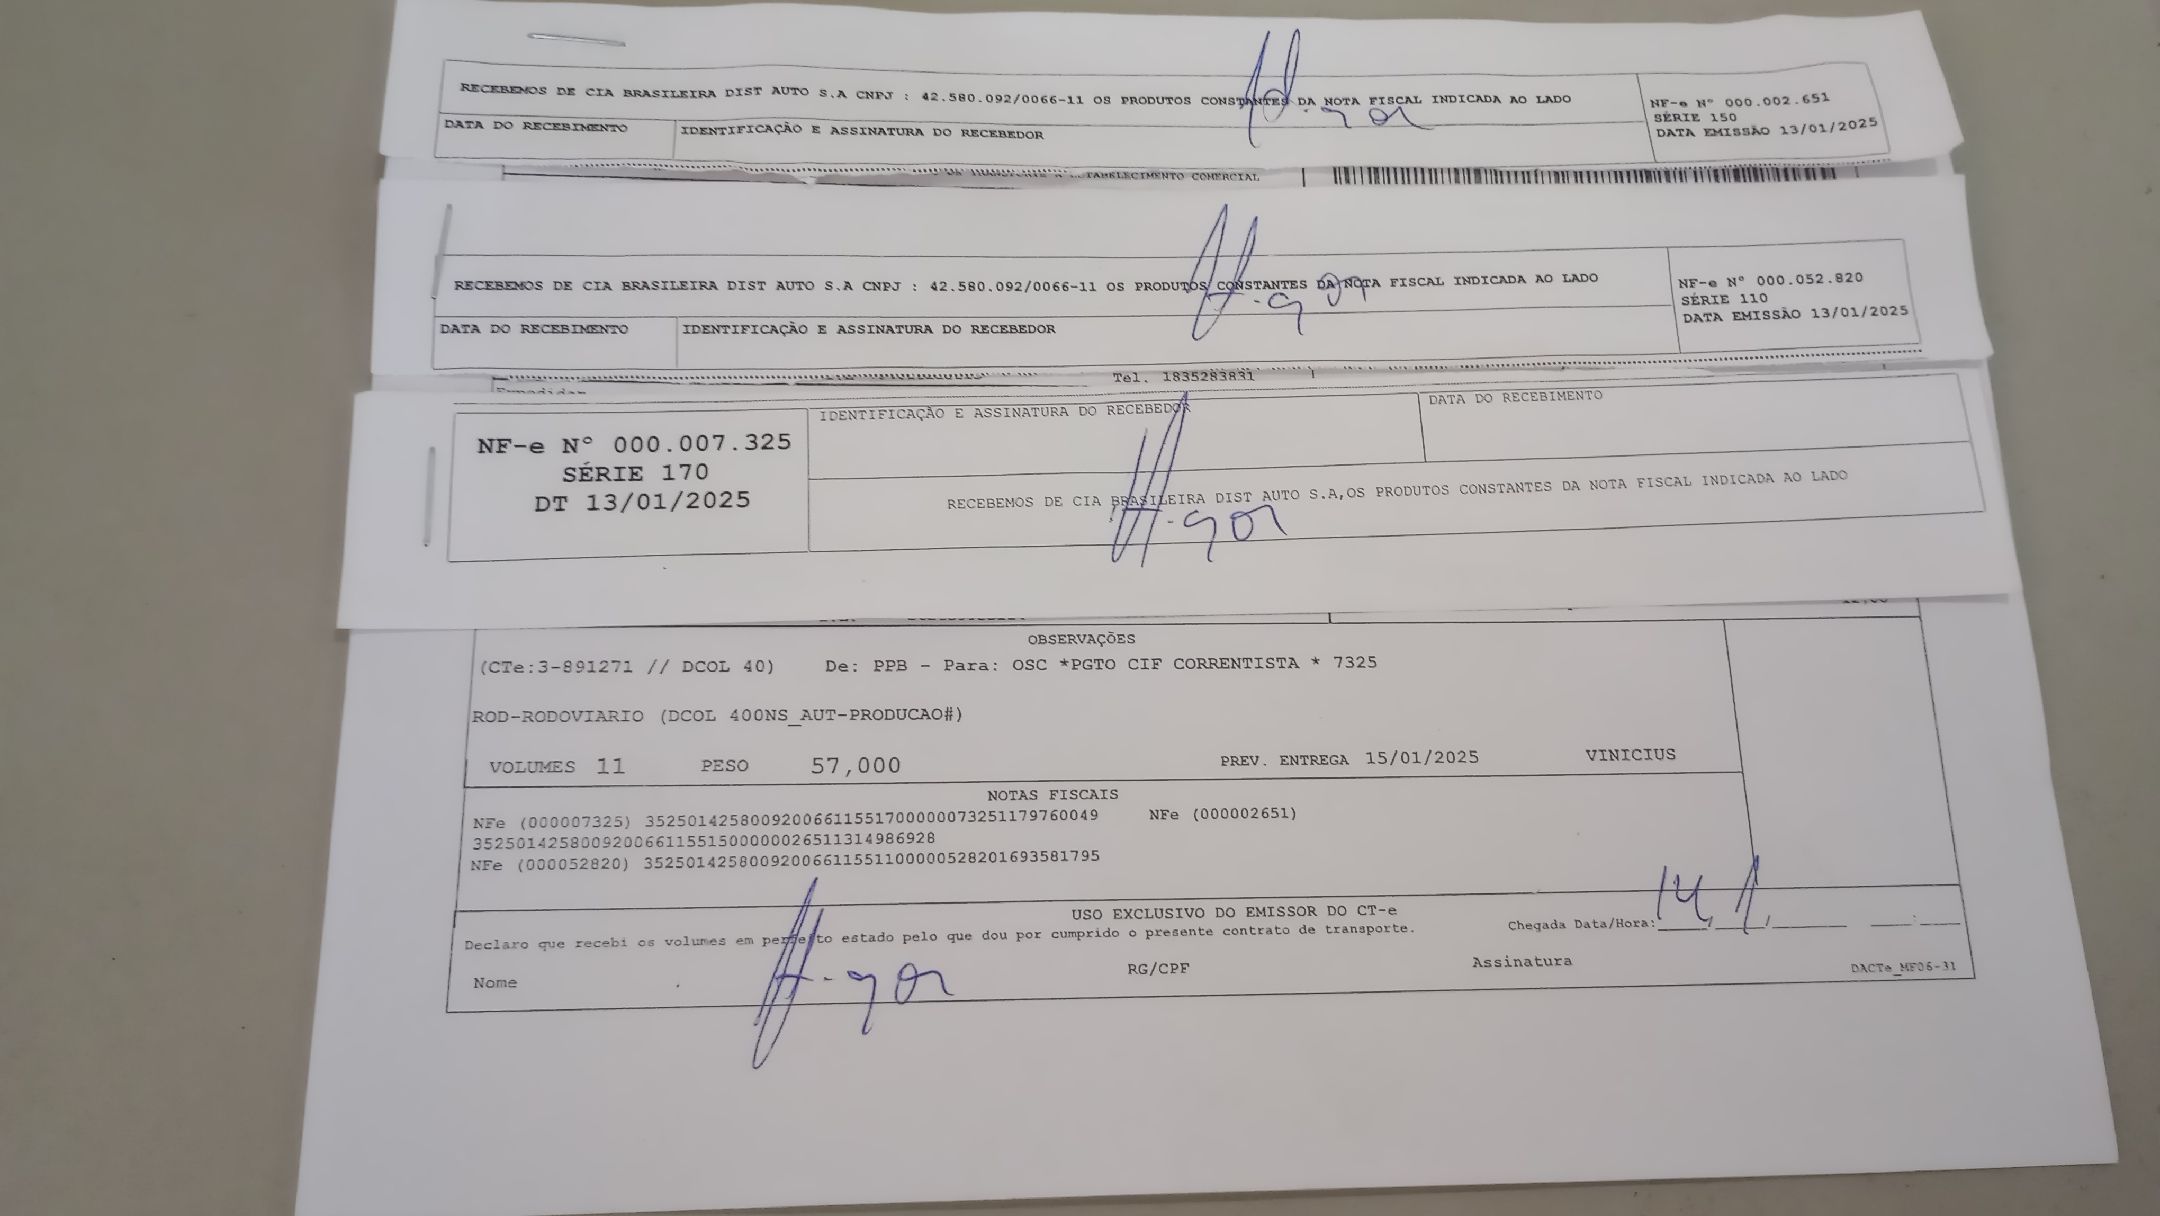 RECEBEMOS DE CIA BRASILEIRA DIST AUTO S.A CNPJ : 42.580.092/0066-11 OS PRODUTOS CONSTANTES DA NOTA FISCAL INDICADA AO LADO
NF-e Nº 000.002.651
SÉRIE 150
DATA EMISSÃO 13/01/2025
DATA DO RECEBIMENTO
IDENTIFICAÇÃO E ASSINATURA DO RECEBEDOR
COMERCIAL
RECEBEMOS DE CIA BRASILEIRA DIST AUTO S.A CNPJ : 42.580.092/0066-11 OS PRODUTOS CONSTANTES DA NOTA FISCAL INDICADA AO LADO
NF-e Nº 000.052.820
SÉRIE 110
DATA EMISSÃO 13/01/2025
DATA DO RECEBIMENTO
IDENTIFICAÇÃO E ASSINATURA DO RECEBEDOR
Tel. 1835283831
NF-e Nº 000.007.325
SÉRIE 170
DT 13/01/2025
IDENTIFICAÇÃO E ASSINATURA DO RECEBEDOR
DATA DO RECEBIMENTO
RECEBEMOS DE CIA BRASILEIRA DIST AUTO S.A,OS PRODUTOS CONSTANTES DA NOTA FISCAL INDICADA AO LADO
OBSERVAÇÕES
(CTe:3-891271 // DCOL 40) De: PPB - Para: OSC *PGTO CIF CORRENTISTA * 7325
ROD-RODOVIARIO (DCOL 400NS_AUT-PRODUCAO#)
VOLUMES 11 PESO 57,000 PREV. ENTREGA 15/01/2025 VINICIUS
NOTAS FISCAIS
NFe (000007325) 35250142580092006611551700000073251179760049 NFe (000002651)
35250142580092006611551500000026511314986928
NFe (000052820) 35250142580092006611551100000528201693581795
USO EXCLUSIVO DO EMISSOR DO CT-e
Declaro que recebi os volumes em perfeito estado pelo que dou por cumprido o presente contrato de transporte.
Chegada Data/Hora: 14/1/
Nome RG/CPF Assinatura
DACTe_MF06-31